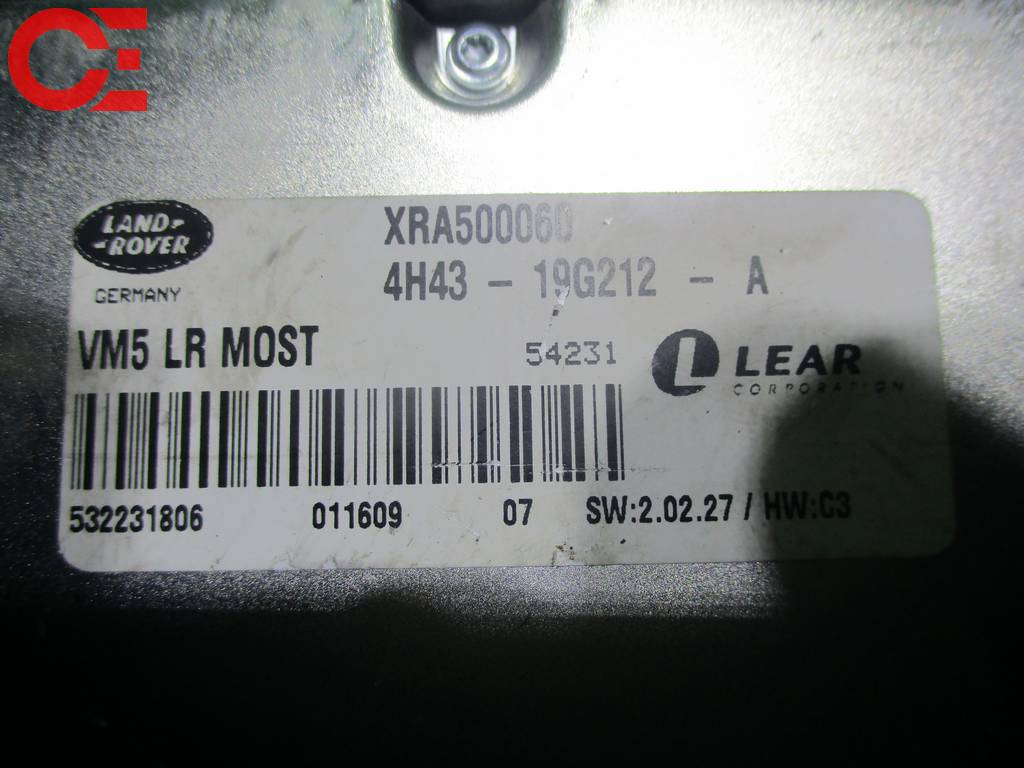 CE
LAND-
-ROVER
GERMANY
XRA500060
4H43 - 19G212 - A
VM5 LR MOST
54231
L LEAR
CORPORATION
532231806 011609 07 SW:2.02.27 / HW:C3